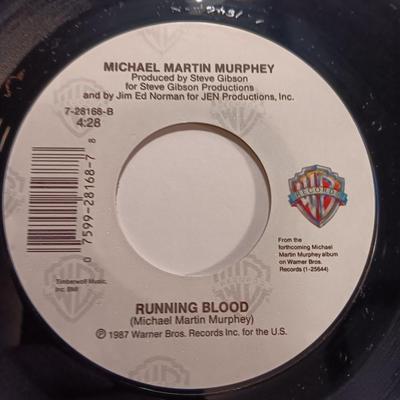 MICHAEL MARTIN MURPHEY
Produced by Steve Gibson
for Steve Gibson Productions
and by Jim Ed Norman for JEN Productions, Inc.
7-28168-B
4:28
0 7599-28168-7 8
WB
RECORDS
From the
forthcoming Michael
Martin Murphey album
on Warner Bros.
Records (1-25644)
Timberwolf Music,
Inc. BMI
RUNNING BLOOD
(Michael Martin Murphey)
℗ 1987 Warner Bros. Records Inc. for the U.S.